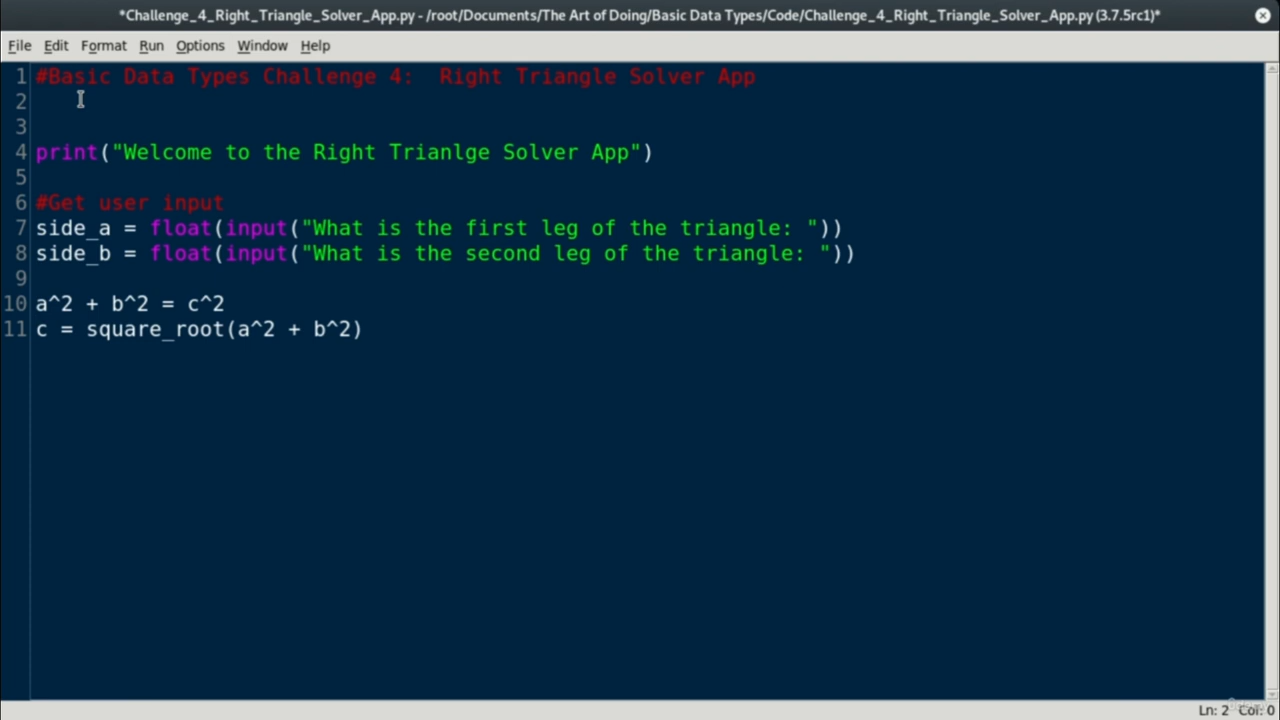 *Challenge_4_Right_Triangle_Solver_App.py - /root/Documents/The Art of Doing/Basic Data Types/Code/Challenge_4_Right_Triangle_Solver_App.py (3.7.5rc1)*
File Edit Format Run Options Window Help
1 #Basic Data Types Challenge 4:  Right Triangle Solver App
2
3
4 print("Welcome to the Right Trianlge Solver App")
5
6 #Get user input
7 side_a = float(input("What is the first leg of the triangle: "))
8 side_b = float(input("What is the second leg of the triangle: "))
9
10 a^2 + b^2 = c^2
11 c = square_root(a^2 + b^2)
Ln: 2 Col: 0